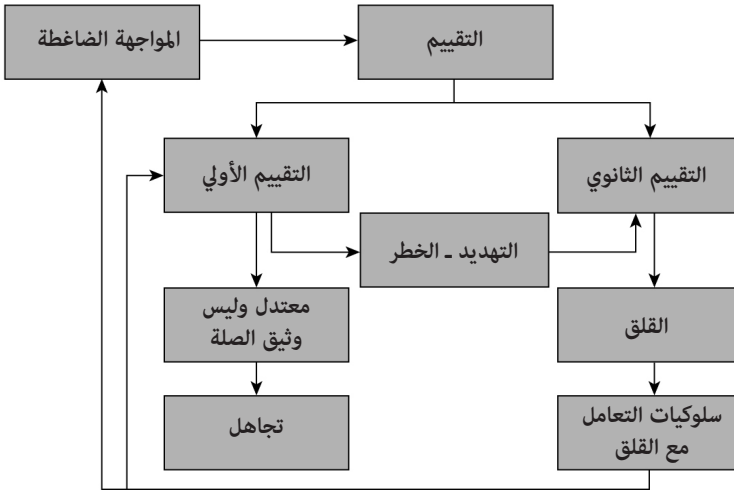 المواجهة الضاغطة
التقييم
التقييم الأولي
التقييم الثانوي
التهديد - الخطر
معتدل وليس
وثيق الصلة
القلق
تجاهل
سلوكيات التعامل
مع القلق